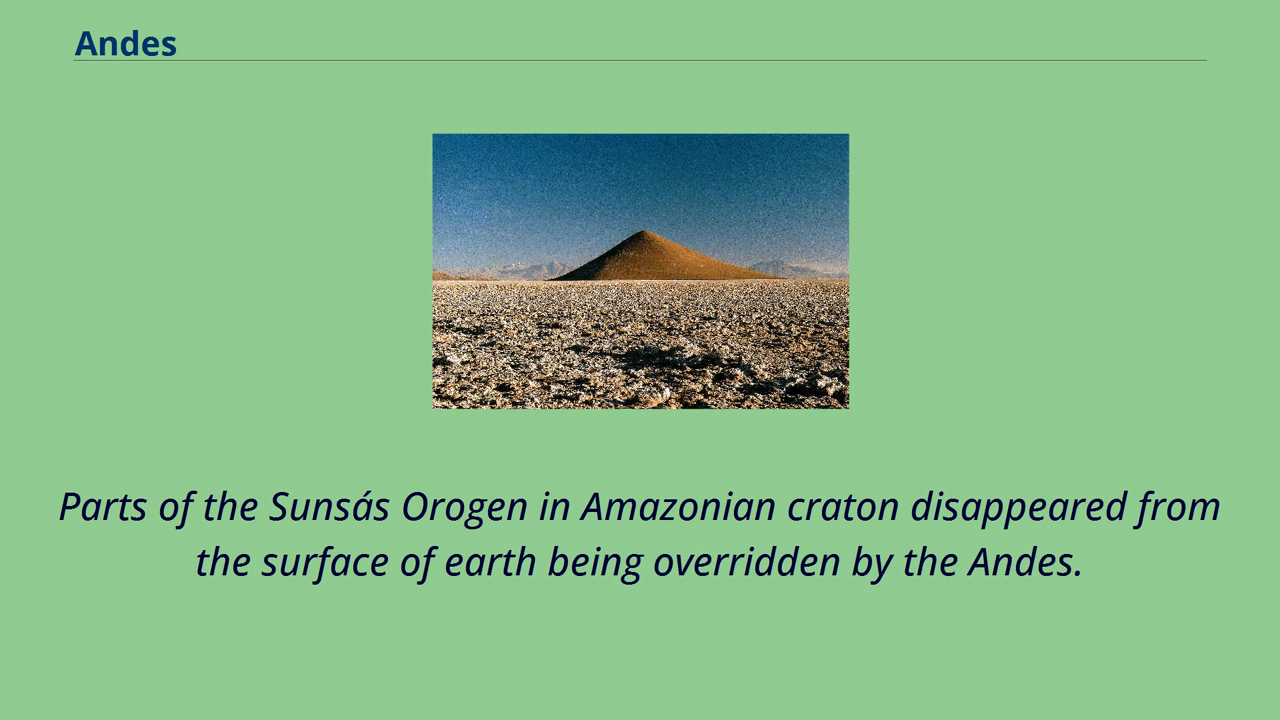 Andes
Parts of the Sunsás Orogen in Amazonian craton disappeared from
the surface of earth being overridden by the Andes.